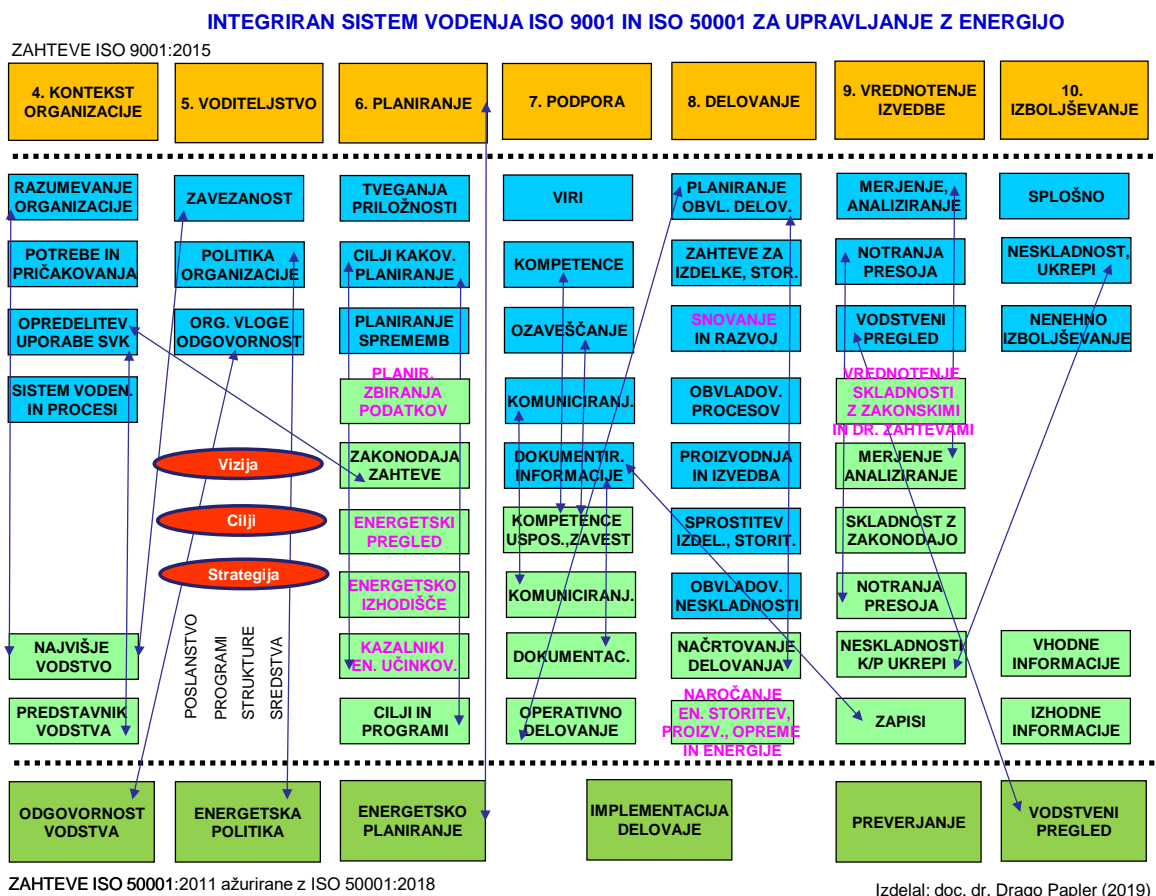 INTEGRIRAN SISTEM VODENJA ISO 9001 IN ISO 50001 ZA UPRAVLJANJE Z ENERGIJO
ZAHTEVE ISO 9001:2015
4. KONTEKST
ORGANIZACIJE
5. VODITELJSTVO
6. PLANIRANJE
7. PODPORA
8. DELOVANJE
9. VREDNOTENJE
IZVEDBE
10.
IZBOLJŠEVANJE
RAZUMEVANJE
ORGANIZACIJE
POTREBE IN
PRIČAKOVANJA
OPREDELITEV
UPORABE SVK
SISTEM VODEN.
IN PROCESI
NAJVIŠJE
VODSTVO
PREDSTAVNIK
VODSTVA
ZAVEZANOST
POLITIKA
ORGANIZACIJE
ORG. VLOGE
ODGOVORNOST
Vizija
Cilji
Strategija
POSLANSTVO
PROGRAMI
STRUKTURE
SREDSTVA
TVEGANJA
PRILOŽNOSTI
CILJI KAKOV.
PLANIRANJE
PLANIRANJE
SPREMEMB
PLANIR.
ZBIRANJA
PODATKOV
ZAKONODAJA
ZAHTEVE
ENERGETSKI
PREGLED
ENERGETSKO
IZHODIŠČE
KAZALNIKI
EN. UČINKOV.
CILJI IN
PROGRAMI
VIRI
KOMPETENCE
OZAVEŠČANJE
KOMUNICIRANJ.
DOKUMENTIR.
INFORMACIJE
KOMPETENCE
USPOS.,ZAVEST
KOMUNICIRANJ.
DOKUMENTAC.
OPERATIVNO
DELOVANJE
PLANIRANJE
OBVL. DELOV.
ZAHTEVE ZA
IZDELKE, STOR.
SNOVANJE
IN RAZVOJ
OBVLADOV.
PROCESOV
PROIZVODNJA
IN IZVEDBA
SPROSTITEV
IZDEL., STORIT.
OBVLADOV.
NESKLADNOSTI
NAČRTOVANJE
DELOVANJA
NAROČANJE
EN. STORITEV,
PROIZV., OPREME
IN ENERGIJE
MERJENJE,
ANALIZIRANJE
NOTRANJA
PRESOJA
VODSTVENI
PREGLED
VREDNOTENJE
SKLADNOSTI
Z ZAKONSKIMI
IN DR. ZAHTEVAMI
MERJENJE
ANALIZIRANJE
SKLADNOST Z
ZAKONODAJO
NOTRANJA
PRESOJA
NESKLADNOSTI
K/P UKREPI
ZAPISI
SPLOŠNO
NESKLADNOST,
UKREPI
NENEHNO
IZBOLJŠEVANJE
VHODNE
INFORMACIJE
IZHODNE
INFORMACIJE
ODGOVORNOST
VODSTVA
ENERGETSKA
POLITIKA
ENERGETSKO
PLANIRANJE
IMPLEMENTACIJA
DELOVAJE
PREVERJANJE
VODSTVENI
PREGLED
ZAHTEVE ISO 50001:2011 ažurirane z ISO 50001:2018
Izdelal: doc. dr. Drago Papler (2019)